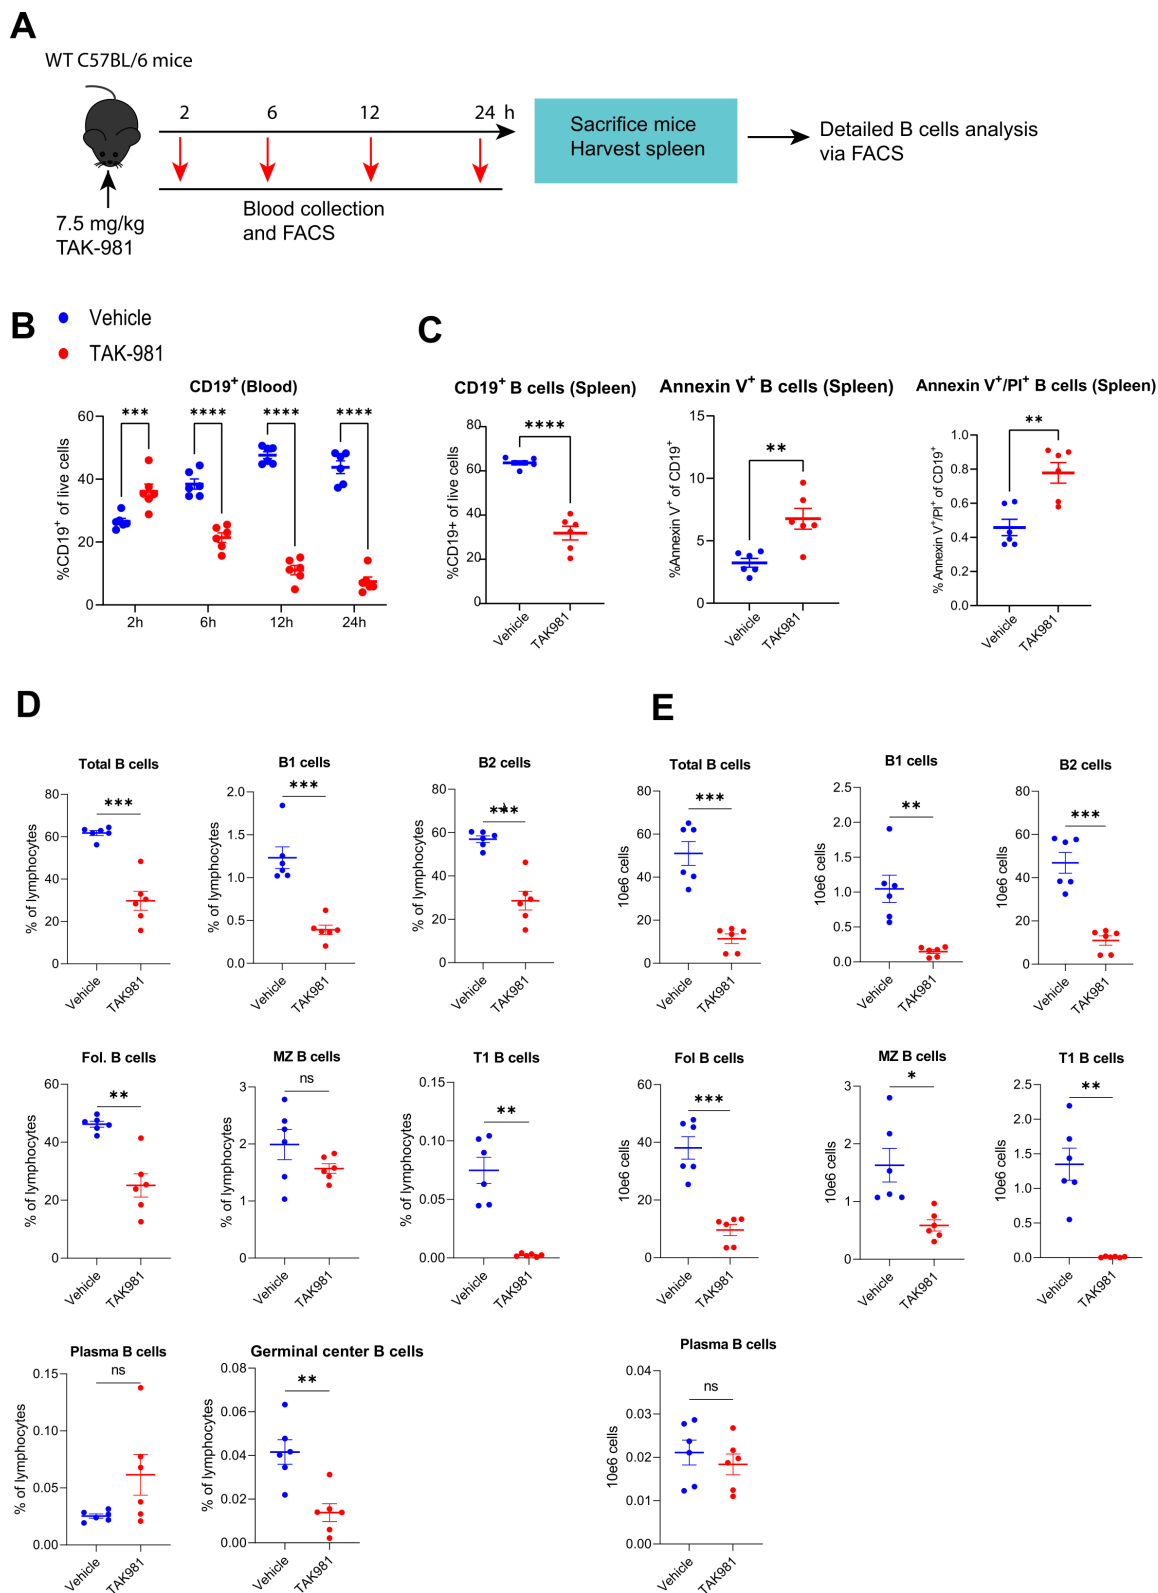 A
WT C57BL/6 mice
2 6 12 24 h
7.5 mg/kg
TAK-981
Blood collection
and FACS
Sacrifice mice
Harvest spleen
Detailed B cells analysis
via FACS
B
Vehicle
TAK-981
CD19+ (Blood)
%CD19+ of live cells
60
40
20
0
*** **** **** ****
2h 6h 12h 24h
C
CD19+ B cells (Spleen)
%CD19+ of live cells
80
60
40
20
0
****
Vehicle TAK981
Annexin V+ B cells (Spleen)
%Annexin V+ of CD19+
15
10
5
0
**
Vehicle TAK981
Annexin V+/PI+ B cells (Spleen)
% Annexin V+/PI+ of CD19+
1.0
0.8
0.6
0.4
0.2
0.0
**
Vehicle TAK981
D
Total B cells
% of lymphocytes
80
60
40
20
0
***
Vehicle TAK981
B1 cells
% of lymphocytes
2.0
1.5
1.0
0.5
0.0
***
Vehicle TAK981
B2 cells
% of lymphocytes
80
60
40
20
0
***
Vehicle TAK981
Fol. B cells
% of lymphocytes
60
40
20
0
**
Vehicle TAK981
MZ B cells
% of lymphocytes
3
2
1
0
ns
Vehicle TAK981
T1 B cells
% of lymphocytes
0.15
0.10
0.05
0.00
**
Vehicle TAK981
Plasma B cells
% of lymphocytes
0.15
0.10
0.05
0.00
ns
Vehicle TAK981
Germinal center B cells
% of lymphocytes
0.08
0.06
0.04
0.02
0.00
**
Vehicle TAK981
E
Total B cells
10e6 cells
80
60
40
20
0
***
Vehicle TAK981
B1 cells
10e6 cells
2.5
2.0
1.5
1.0
0.5
0.0
**
Vehicle TAK981
B2 cells
10e6 cells
80
60
40
20
0
***
Vehicle TAK981
Fol B cells
10e6 cells
60
40
20
0
***
Vehicle TAK981
MZ B cells
10e6 cells
3
2
1
0
*
Vehicle TAK981
T1 B cells
10e6 cells
2.5
2.0
1.5
1.0
0.5
0.0
**
Vehicle TAK981
Plasma B cells
10e6 cells
0.04
0.03
0.02
0.01
0.00
ns
Vehicle TAK981